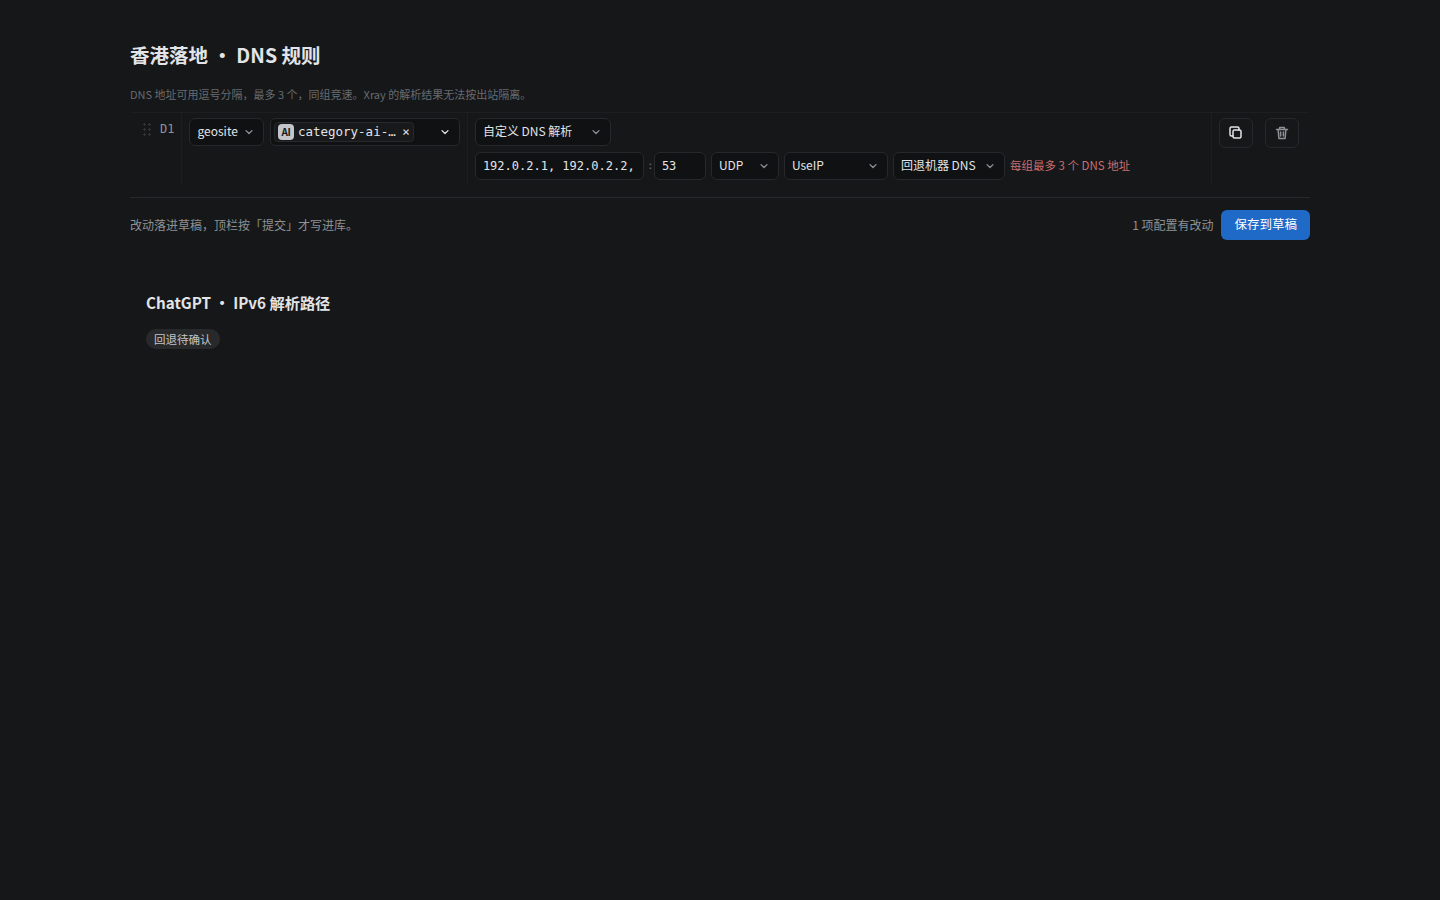 香港落地 · DNS 规则
DNS 地址可用逗号分隔，最多 3 个，同组竞速。Xray 的解析结果无法按出站隔离。
D1 geosite AI category-ai-… × 自定义 DNS 解析
192.0.2.1, 192.0.2.2, : 53 UDP UseIP 回退机器 DNS 每组最多 3 个 DNS 地址
改动落进草稿，顶栏按「提交」才写进库。 1 项配置有改动 保存到草稿
ChatGPT · IPv6 解析路径
回退待确认